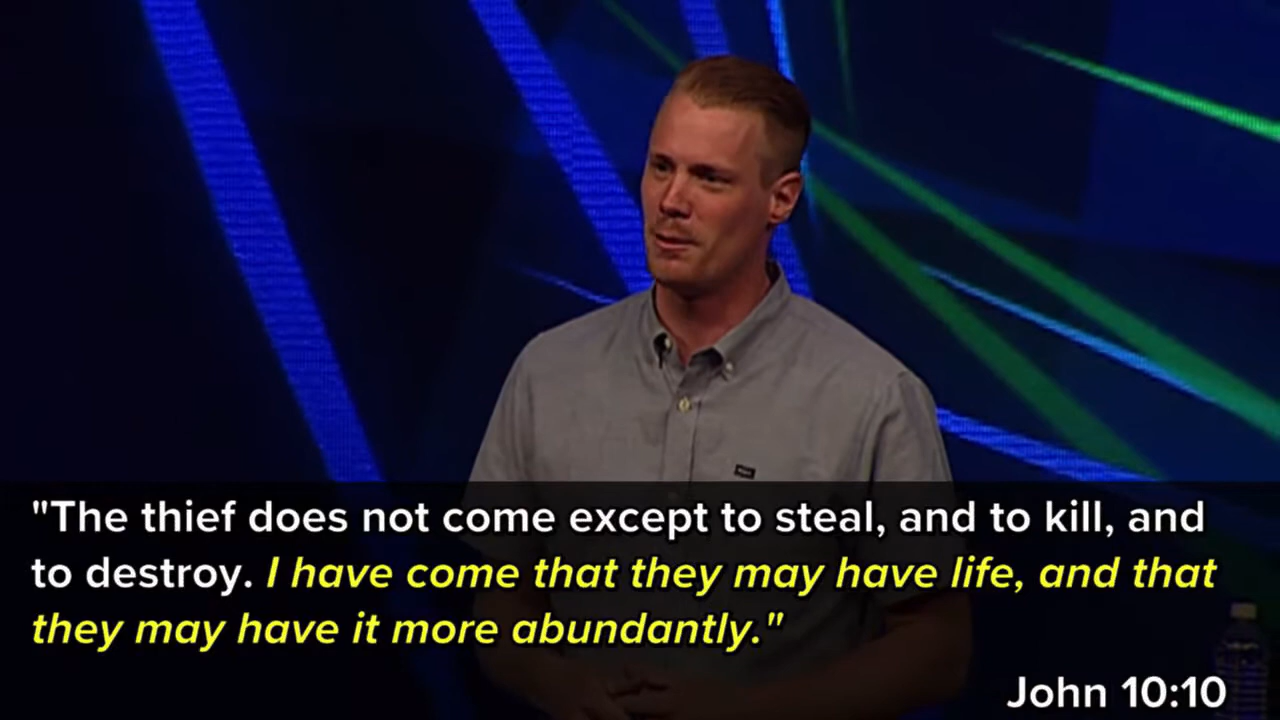 "The thief does not come except to steal, and to kill, and
to destroy. I have come that they may have life, and that
they may have it more abundantly."
John 10:10